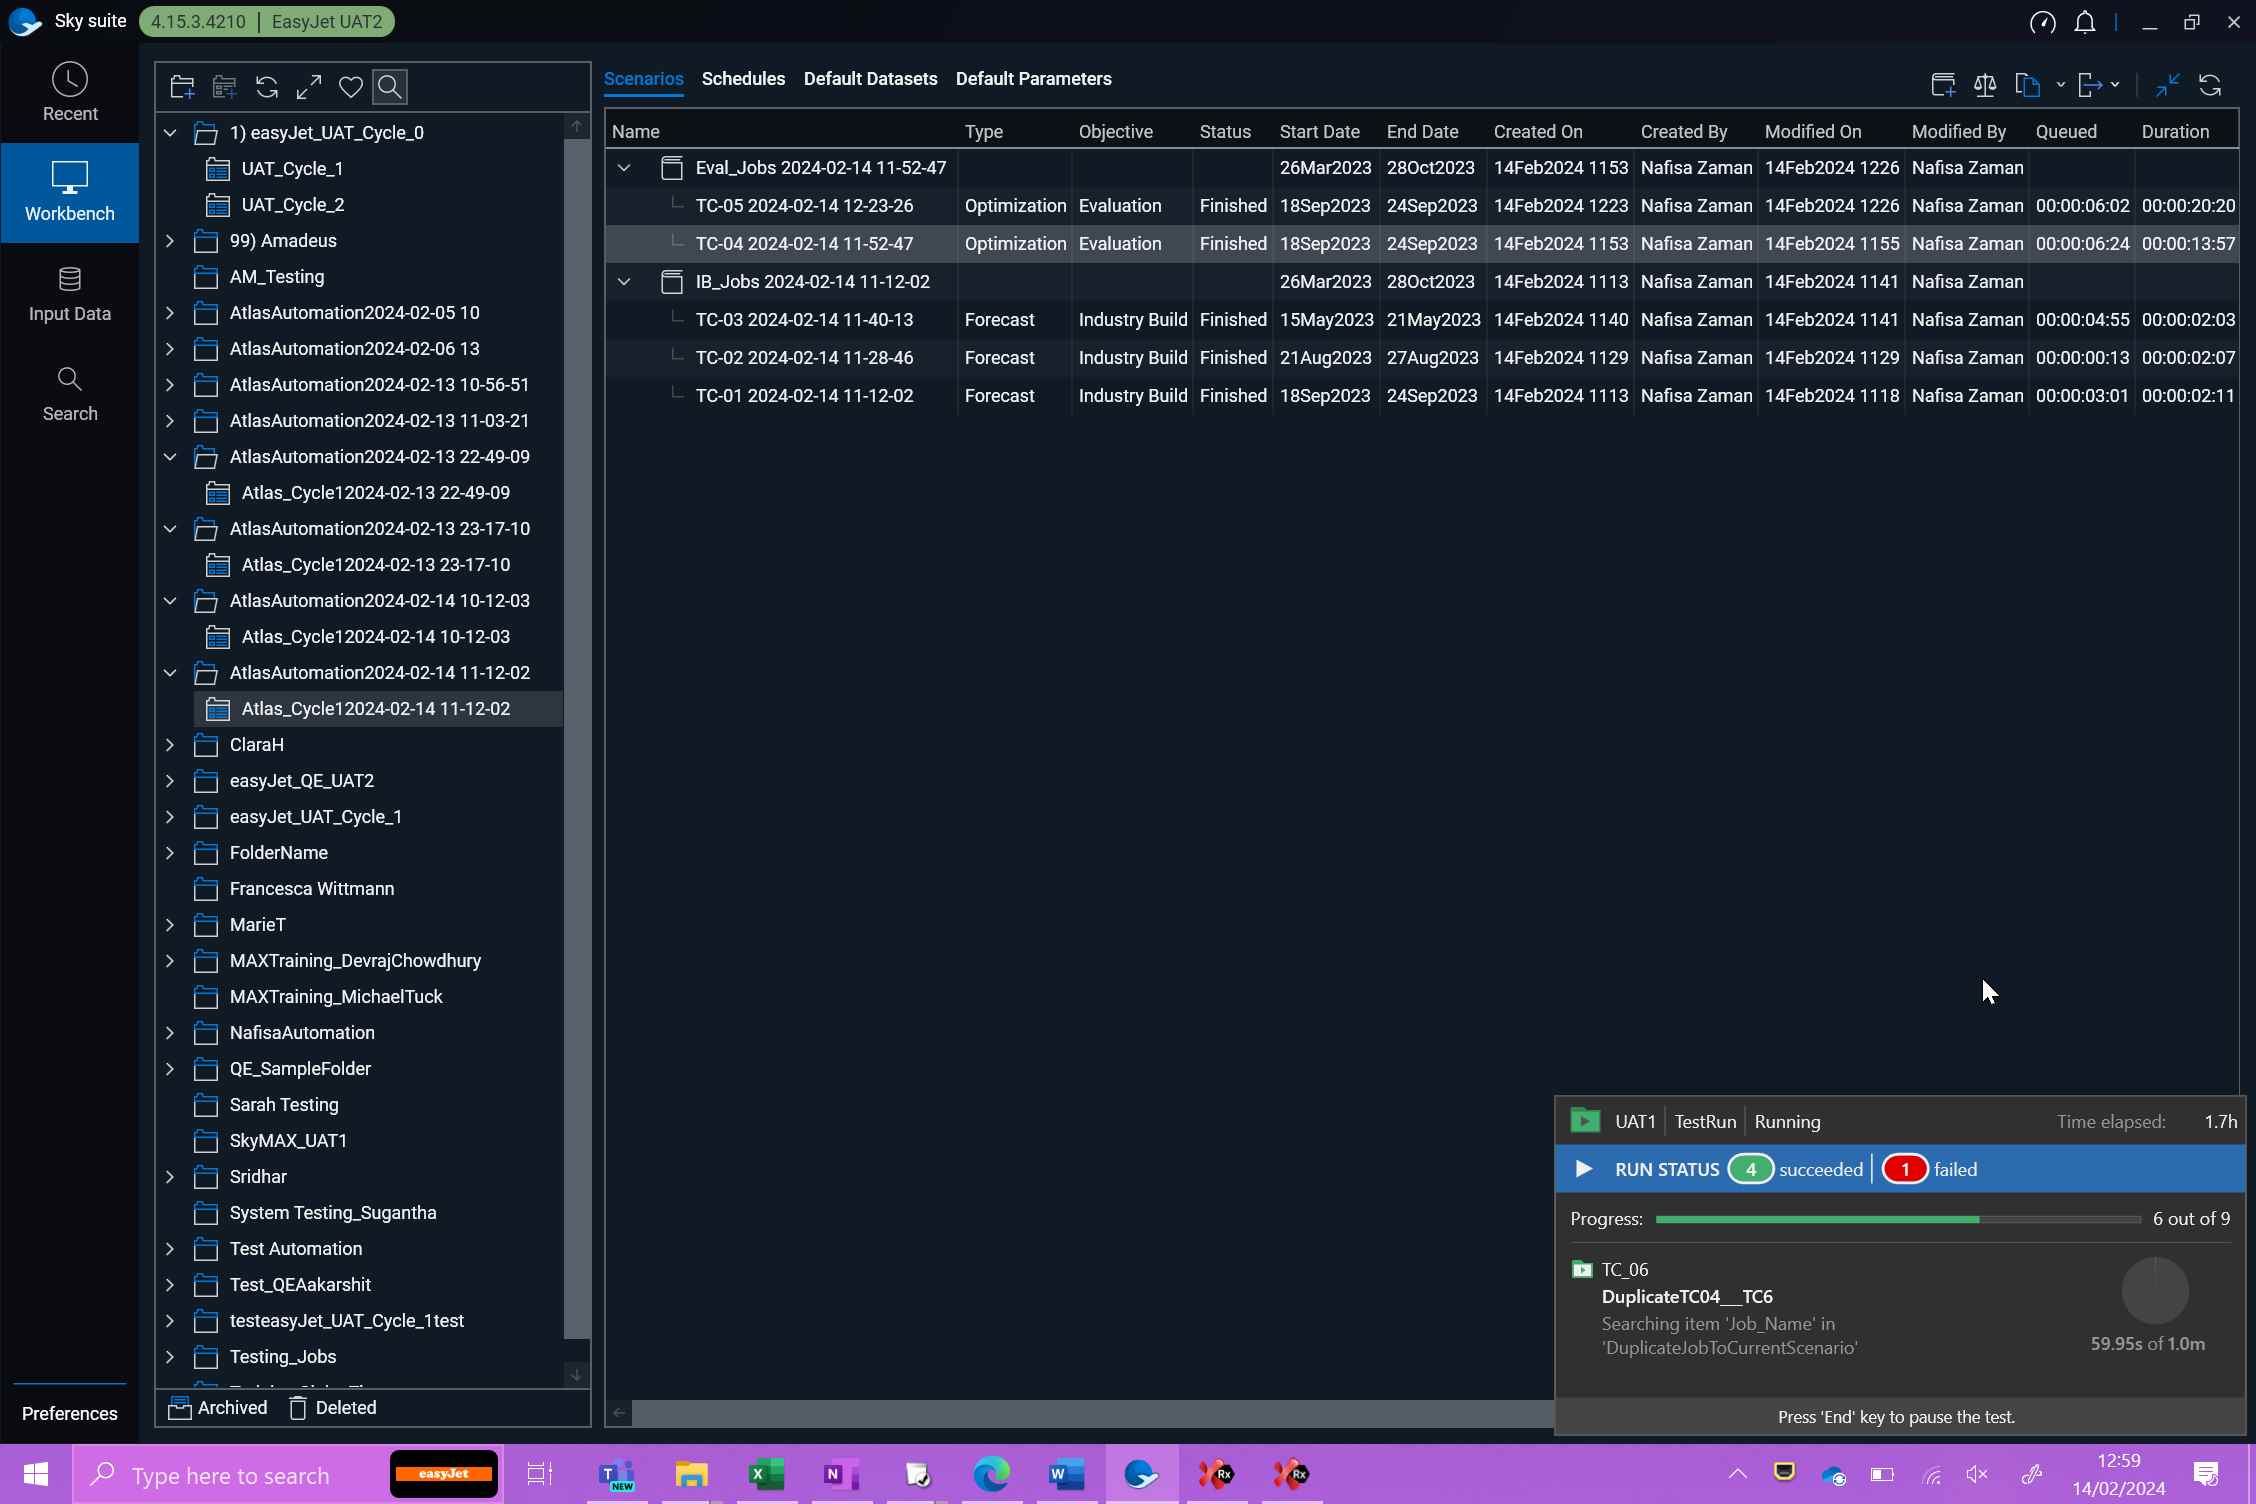 Sky suite 4.15.3.4210 | EasyJet UAT2
Recent
Workbench
Input Data
Search
Preferences
1) easyJet_UAT_Cycle_0
UAT_Cycle_1
UAT_Cycle_2
99) Amadeus
AM_Testing
AtlasAutomation2024-02-05 10
AtlasAutomation2024-02-06 13
AtlasAutomation2024-02-13 10-56-51
AtlasAutomation2024-02-13 11-03-21
AtlasAutomation2024-02-13 22-49-09
Atlas_Cycle12024-02-13 22-49-09
AtlasAutomation2024-02-13 23-17-10
Atlas_Cycle12024-02-13 23-17-10
AtlasAutomation2024-02-14 10-12-03
Atlas_Cycle12024-02-14 10-12-03
AtlasAutomation2024-02-14 11-12-02
Atlas_Cycle12024-02-14 11-12-02
ClaraH
easyJet_QE_UAT2
easyJet_UAT_Cycle_1
FolderName
Francesca Wittmann
MarieT
MAXTraining_DevrajChowdhury
MAXTraining_MichaelTuck
NafisaAutomation
QE_SampleFolder
Sarah Testing
SkyMAX_UAT1
Sridhar
System Testing_Sugantha
Test Automation
Test_QEAakarshit
testeasyJet_UAT_Cycle_1test
Testing_Jobs
Archived Deleted
Scenarios Schedules Default Datasets Default Parameters
Name Type Objective Status Start Date End Date Created On Created By Modified On Modified By Queued Duration
Eval_Jobs 2024-02-14 11-52-47 26Mar2023 28Oct2023 14Feb2024 1153 Nafisa Zaman 14Feb2024 1226 Nafisa Zaman
TC-05 2024-02-14 12-23-26 Optimization Evaluation Finished 18Sep2023 24Sep2023 14Feb2024 1223 Nafisa Zaman 14Feb2024 1226 Nafisa Zaman 00:00:06:02 00:00:20:20
TC-04 2024-02-14 11-52-47 Optimization Evaluation Finished 18Sep2023 24Sep2023 14Feb2024 1153 Nafisa Zaman 14Feb2024 1155 Nafisa Zaman 00:00:06:24 00:00:13:57
IB_Jobs 2024-02-14 11-12-02 26Mar2023 28Oct2023 14Feb2024 1113 Nafisa Zaman 14Feb2024 1141 Nafisa Zaman
TC-03 2024-02-14 11-40-13 Forecast Industry Build Finished 15May2023 21May2023 14Feb2024 1140 Nafisa Zaman 14Feb2024 1141 Nafisa Zaman 00:00:04:55 00:00:02:03
TC-02 2024-02-14 11-28-46 Forecast Industry Build Finished 21Aug2023 27Aug2023 14Feb2024 1129 Nafisa Zaman 14Feb2024 1129 Nafisa Zaman 00:00:00:13 00:00:02:07
TC-01 2024-02-14 11-12-02 Forecast Industry Build Finished 18Sep2023 24Sep2023 14Feb2024 1113 Nafisa Zaman 14Feb2024 1118 Nafisa Zaman 00:00:03:01 00:00:02:11
UAT1 TestRun Running Time elapsed: 1.7h
RUN STATUS 4 succeeded 1 failed
Progress: 6 out of 9
TC_06
DuplicateTC04___TC6
Searching item 'Job_Name' in
'DuplicateJobToCurrentScenario'
59.95s of 1.0m
Press 'End' key to pause the test.
Type here to search
easyJet
T NEW
X
N
W
Rx
Rx
12:59
14/02/2024